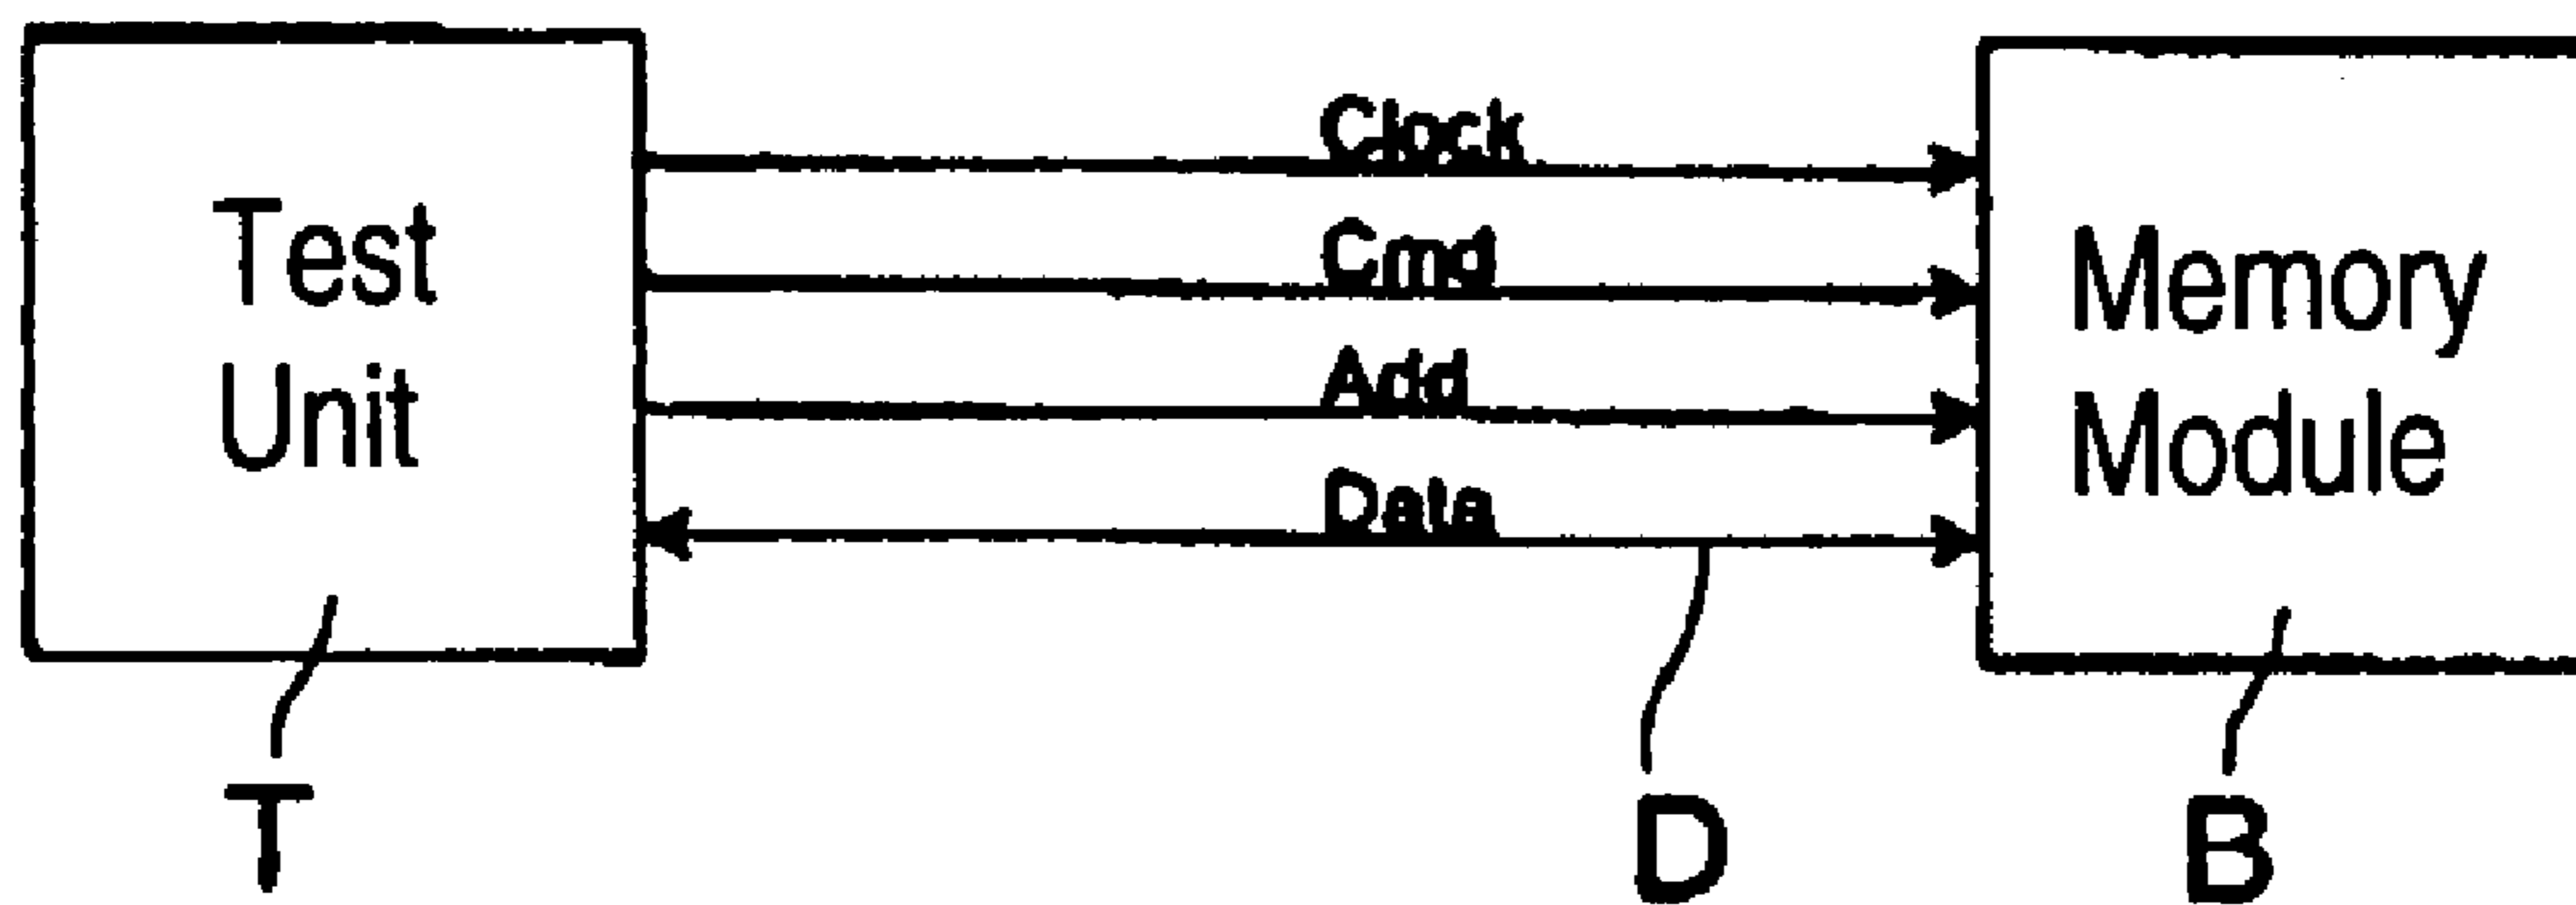 Test
Unit
Clock
Cmd
Add
Data
Memory
Module
T
D
B